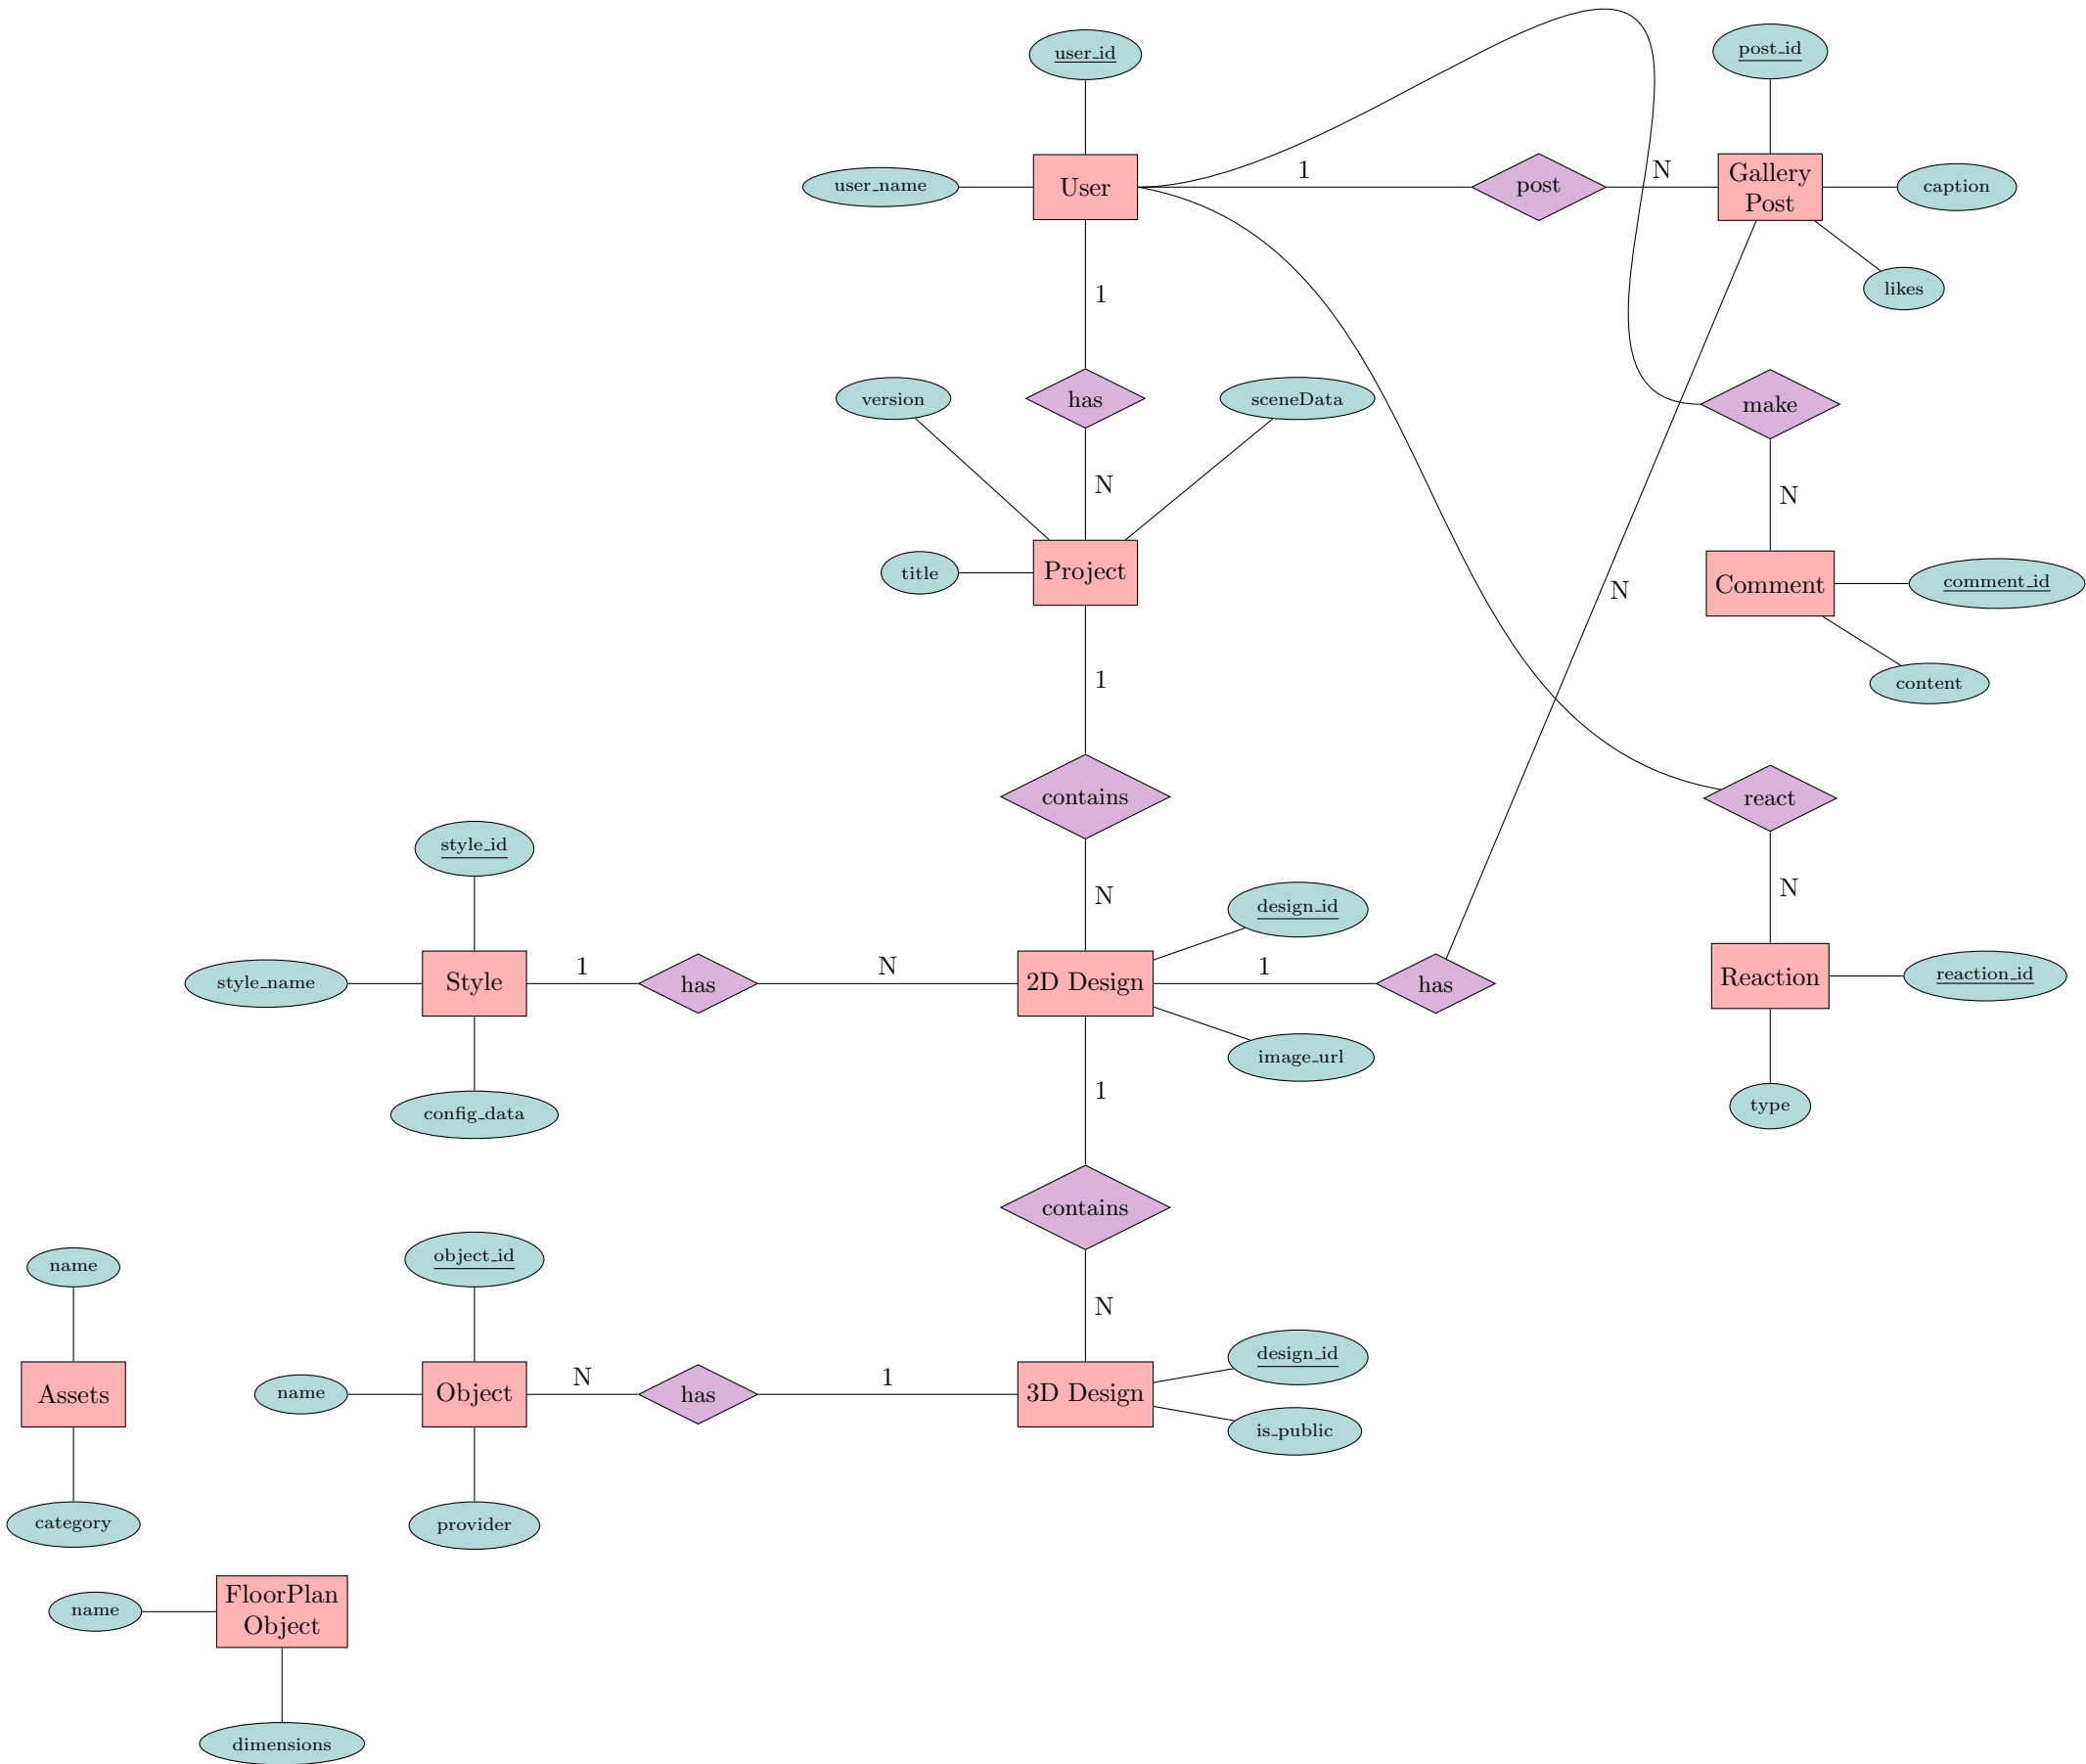 user_id
post_id
user_name
User
1
post
N
Gallery
Post
caption
likes
1
version
has
sceneData
make
N
N
title
Project
N
Comment
comment_id
content
1
contains
react
style_id
N
design_id
N
style_name
Style
1
has
N
2D Design
1
has
Reaction
reaction_id
image_url
config_data
1
type
contains
name
object_id
N
design_id
Assets
name
Object
N
has
1
3D Design
is_public
category
provider
name
FloorPlan
Object
dimensions